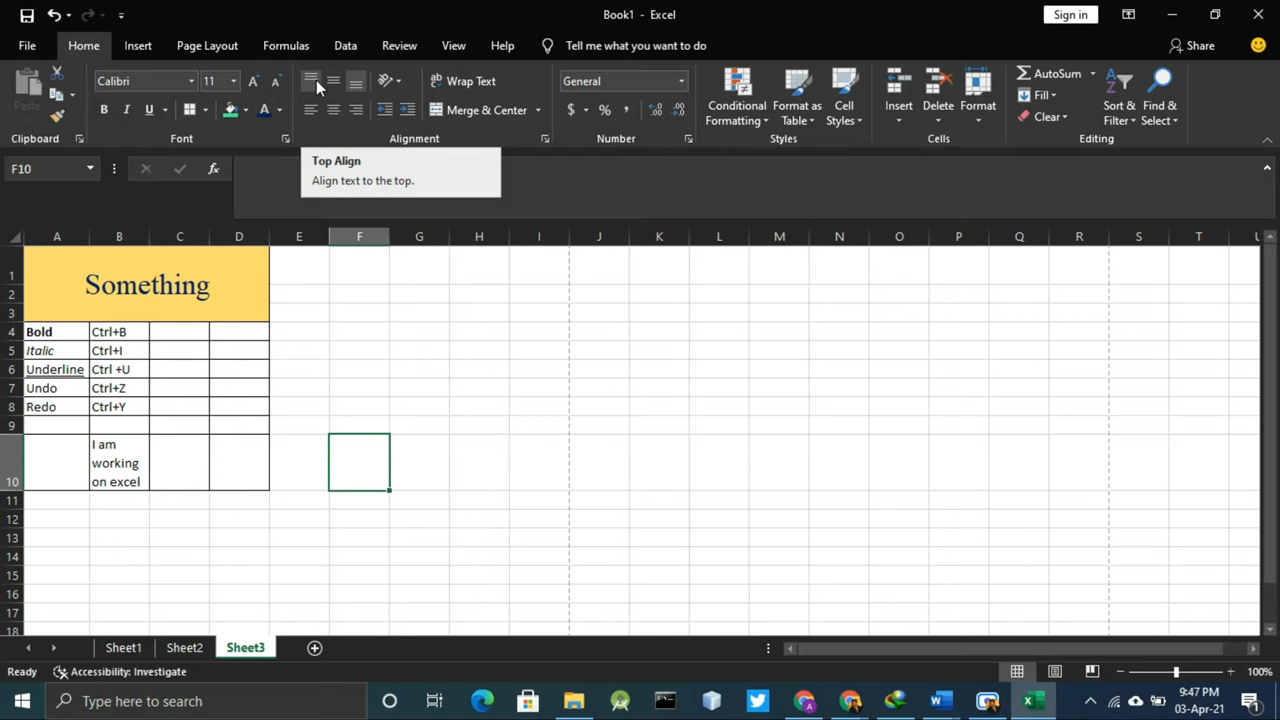 Book1 - Excel
Sign in
File Home Insert Page Layout Formulas Data Review View Help Tell me what you want to do Share
Paste
Calibri 11
B I U A
ab Wrap Text
Merge & Center
General
$ % ,
Conditional Formatting
Format as Table
Cell Styles
Insert
Delete
Format
AutoSum
Fill
Clear
Sort & Filter
Find & Select
Clipboard Font Alignment Number Styles Cells Editing
Top Align
Align text to the top.
F10 fx
A B C D E F G H I J K L M N O P Q R S T U
1
2
3
Something
4 Bold Ctrl+B
5 Italic Ctrl+I
6 Underline Ctrl +U
7 Undo Ctrl+Z
8 Redo Ctrl+Y
9
10
I am
working
on excel
11
12
13
14
15
16
17
18
Sheet1 Sheet2 Sheet3
Ready Accessibility: Investigate 100%
Type here to search
9:47 PM
03-Apr-21
1